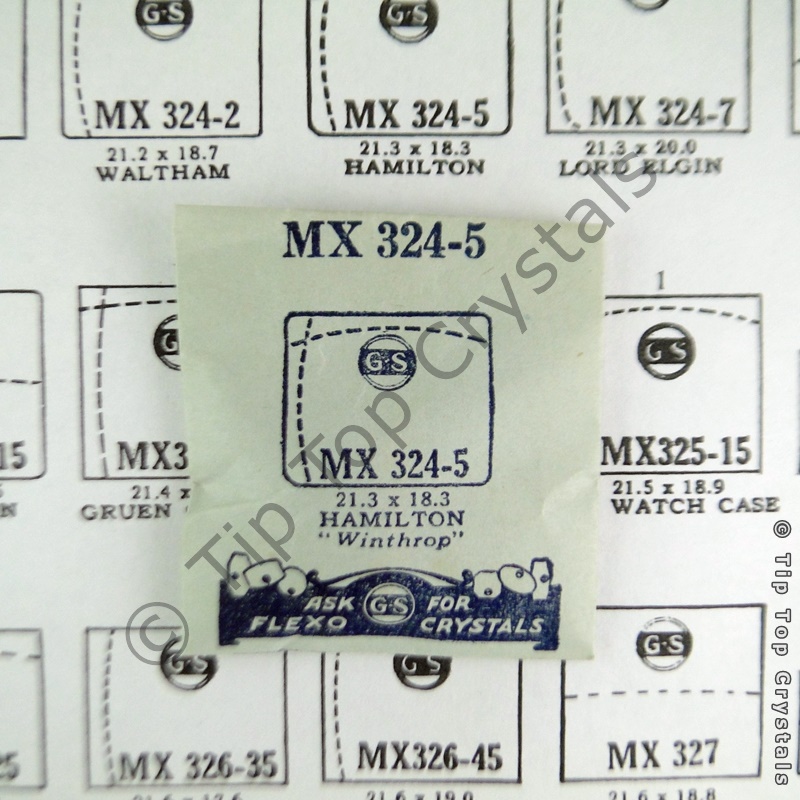 G·S
G·S
MX 324-2
MX 324-5
MX 324-7
21.2 x 18.7
21.3 x 18.3
21.3 x 20.0
WALTHAM
HAMILTON
LORD ELGIN
MX 324-5
G·S
MX 324-5
21.3 x 18.3
HAMILTON
"Winthrop"
ASK G·S FOR
FLEXO CRYSTALS
15
MX3
21.4 x
GRUEN
1
G·S
MX325-15
21.5 x 18.9
WATCH CASE
G·S
G·S
G·S
MX 326-35
MX326-45
MX 327
21.6 x 19.0
21.6 x 18.8
© Tip Top Crystals
© Tip Top Crystals